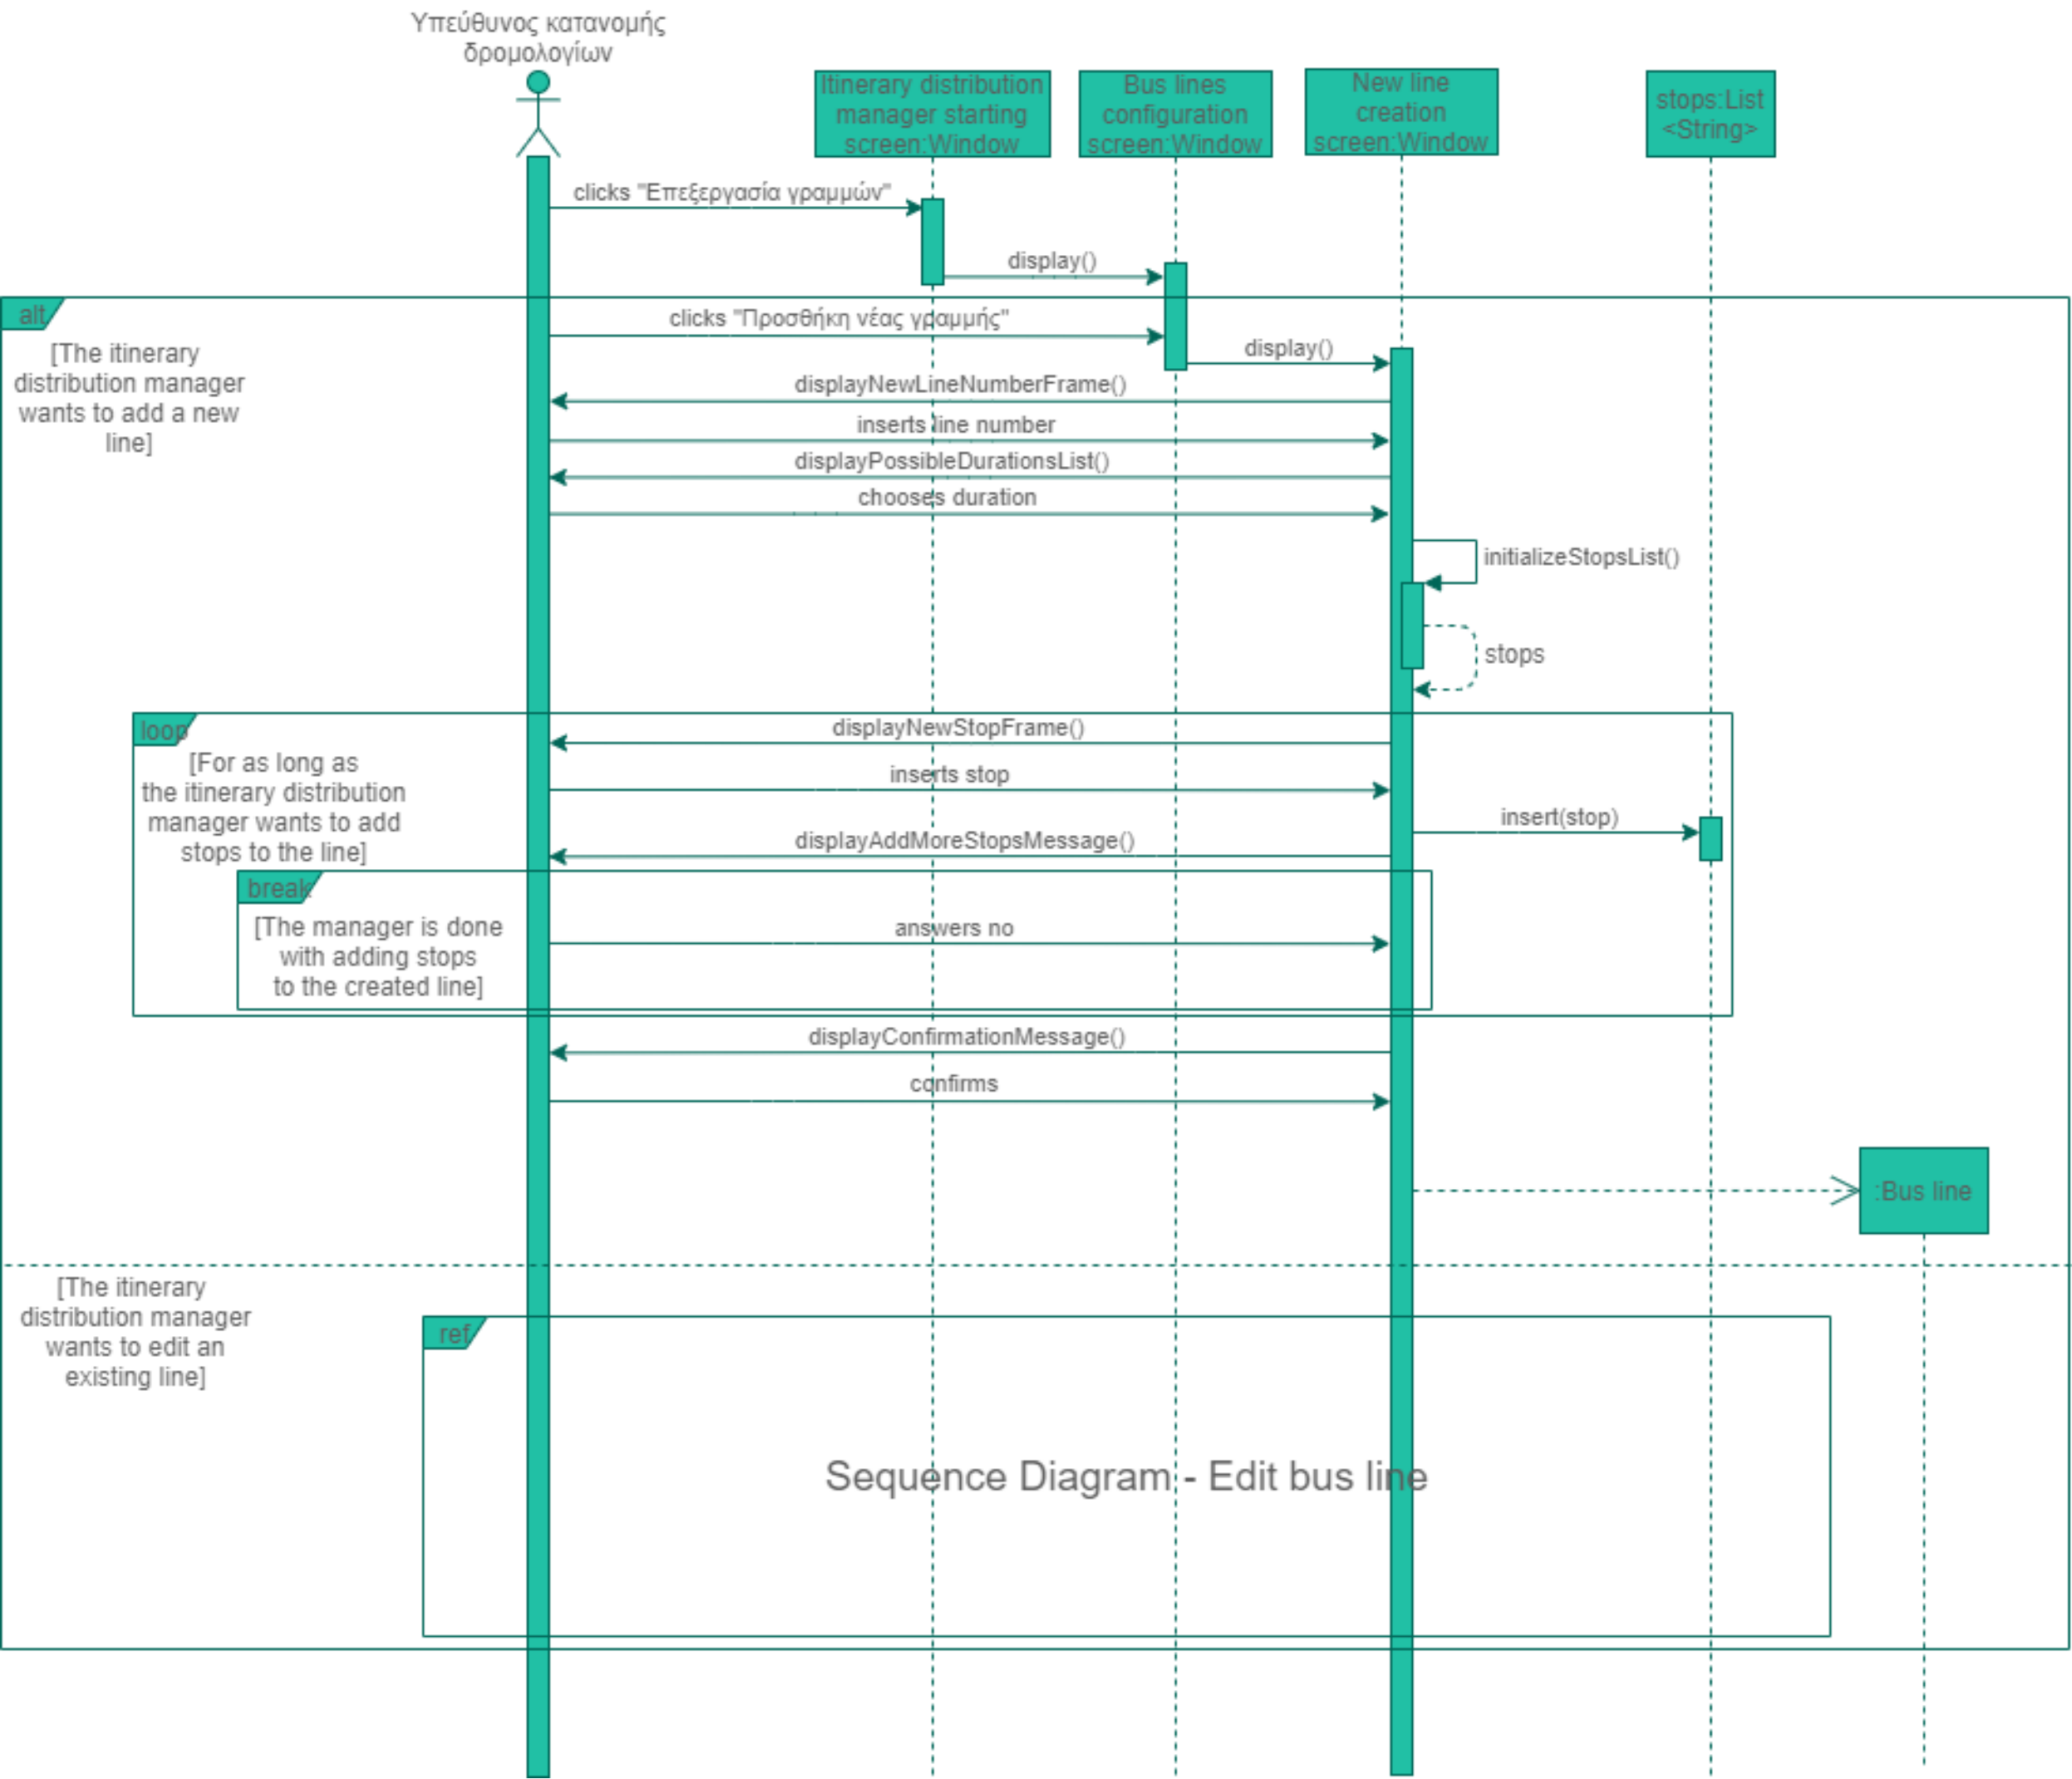 Υπεύθυνος κατανομής
δρομολογίων
Itinerary distribution
manager starting
screen:Window
Bus lines
configuration
screen:Window
New line
creation
screen:Window
stops:List
<String>
clicks "Επεξεργασία γραμμών"
display()
alt
[The itinerary
distribution manager
wants to add a new
line]
clicks "Προσθήκη νέας γραμμής"
display()
displayNewLineNumberFrame()
inserts line number
displayPossibleDurationsList()
chooses duration
initializeStopsList()
stops
loop
[For as long as
the itinerary distribution
manager wants to add
stops to the line]
displayNewStopFrame()
inserts stop
insert(stop)
displayAddMoreStopsMessage()
break
[The manager is done
with adding stops
to the created line]
answers no
displayConfirmationMessage()
confirms
:Bus line
[The itinerary
distribution manager
wants to edit an
existing line]
ref
Sequence Diagram - Edit bus line